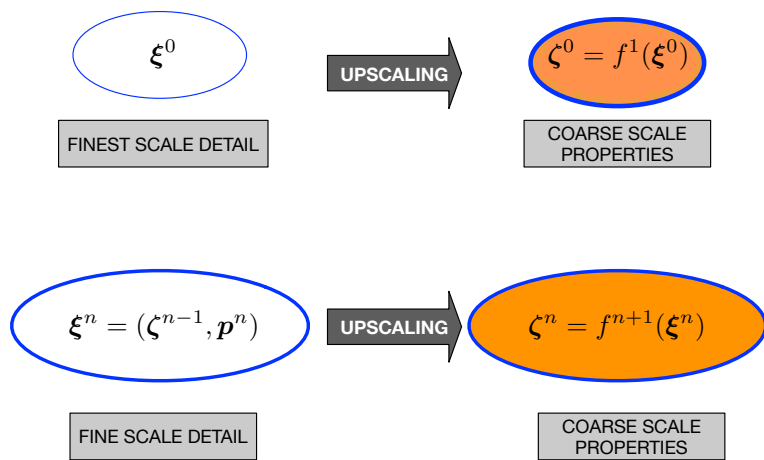 𝝃⁰
UPSCALING
𝜻⁰ = f¹(𝝃⁰)
FINEST SCALE DETAIL
COARSE SCALE
PROPERTIES
𝝃ⁿ = (𝜻ⁿ⁻¹, 𝒑ⁿ)
UPSCALING
𝜻ⁿ = fⁿ⁺¹(𝝃ⁿ)
FINE SCALE DETAIL
COARSE SCALE
PROPERTIES